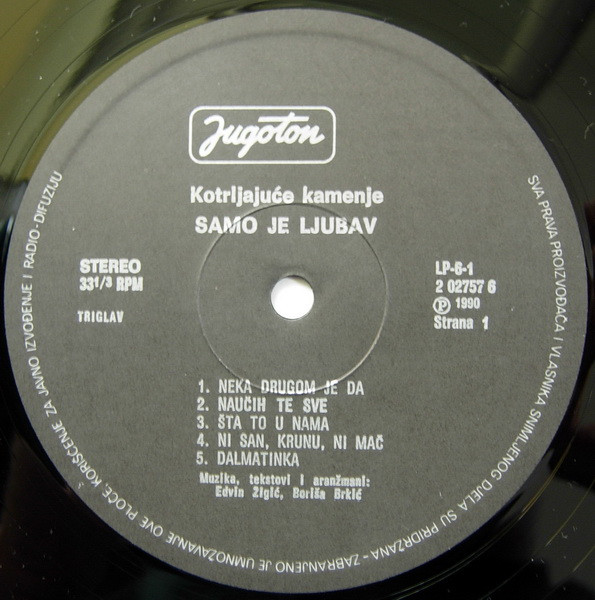 Jugoton
Kotrljajuće kamenje
SAMO JE LJUBAV
STEREO
33 1/3 RPM
TRIGLAV
LP-6-1
2 02757 6
Ⓟ 1990
Strana 1
1. NEKA DRUGOM JE DA
2. NAUČIH TE SVE
3. ŠTA TO U NAMA
4. NI SAN, KRUNU, NI MAČ
5. DALMATINKA
Muzika, tekstovi i aranžmani:
Edvin Žigić, Boriša Brkić
SVA PRAVA PROIZVOĐAČA I VLASNIKA SNIMLJENOG DJELA SU PRIDRŽANA - ZABRANJENO JE UMNOŽAVANJE OVE PLOČE, KORIŠĆENJE ZA JAVNO IZVOĐENJE I RADIO-DIFUZIJU